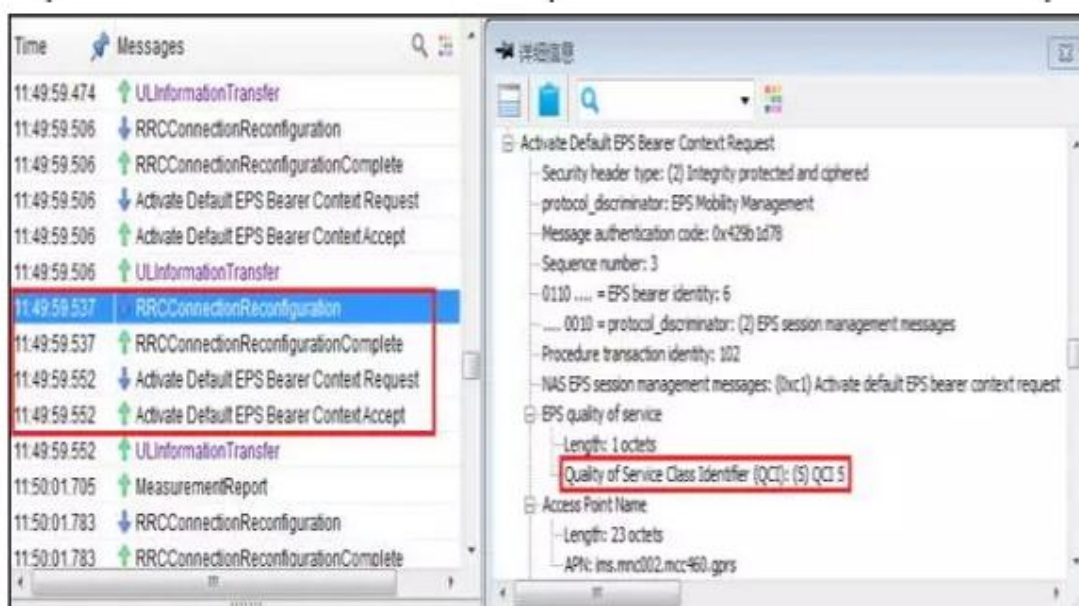 Time Messages
11:49:59.474 ULInformationTransfer
11:49:59.506 RRCConnectionReconfiguration
11:49:59.506 RRCConnectionReconfigurationComplete
11:49:59.506 Activate Default EPS Bearer Context Request
11:49:59.506 Activate Default EPS Bearer Context Accept
11:49:59.506 ULInformationTransfer
11:49:59.537 RRCConnectionReconfiguration
11:49:59.537 RRCConnectionReconfigurationComplete
11:49:59.552 Activate Default EPS Bearer Context Request
11:49:59.552 Activate Default EPS Bearer Context Accept
11:49:59.552 ULInformationTransfer
11:50:01.705 MeasurementReport
11:50:01.783 RRCConnectionReconfiguration
11:50:01.783 RRCConnectionReconfigurationComplete
详细信息
Activate Default EPS Bearer Context Request
Security header type: (2) Integrity protected and ciphered
protocol_discriminator: EPS Mobility Management
Message authentication code: 0x429b1d78
Sequence number: 3
0110 .... = EPS bearer identity: 6
.... 0010 = protocol_discriminator: (2) EPS session management messages
Procedure transaction identity: 102
NAS EPS session management messages: (0xc1) Activate default EPS bearer context request
EPS quality of service
Length: 1 octets
Quality of Service Class Identifier (QCI): (5) QCI 5
Access Point Name
Length: 23 octets
APN: ims.mnc002.mcc460.gprs